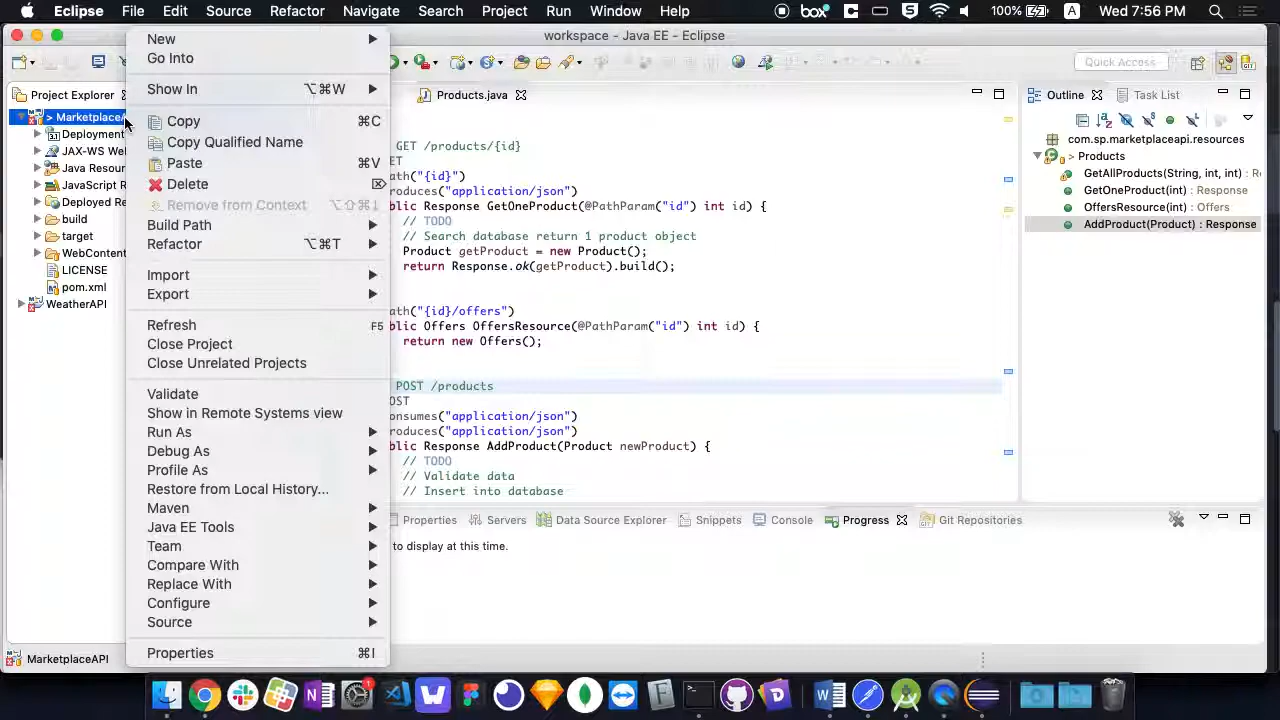 Eclipse File Edit Source Refactor Navigate Search Project Run Window Help box 5 100% A Wed 7:56 PM
workspace - Java EE - Eclipse
Quick Access
Project Explorer
> Marketplace
Deployment
JAX-WS Web
Java Resour
JavaScript R
Deployed Re
build
target
WebContent
LICENSE
pom.xml
WeatherAPI
New
Go Into
Show In ⌥⌘W
Copy ⌘C
Copy Qualified Name
Paste ⌘V
Delete ⌦
Remove from Context
Build Path
Refactor ⌥⌘T
Import
Export
Refresh F5
Close Project
Close Unrelated Projects
Validate
Show in Remote Systems view
Run As
Debug As
Profile As
Restore from Local History...
Maven
Java EE Tools
Team
Compare With
Replace With
Configure
Source
Properties ⌘I
Products.java
GET /products/{id}
ET
ath("{id}")
roduces("application/json")
blic Response GetOneProduct(@PathParam("id") int id) {
// TODO
// Search database return 1 product object
Product getProduct = new Product();
return Response.ok(getProduct).build();
ath("{id}/offers")
blic Offers OffersResource(@PathParam("id") int id) {
return new Offers();
POST /products
OST
onsumes("application/json")
roduces("application/json")
blic Response AddProduct(Product newProduct) {
// TODO
// Validate data
// Insert into database
Outline Task List
com.sp.marketplaceapi.resources
> Products
GetAllProducts(String, int, int) : R
GetOneProduct(int) : Response
OffersResource(int) : Offers
AddProduct(Product) : Response
Properties Servers Data Source Explorer Snippets Console Progress Git Repositories
to display at this time.
MarketplaceAPI